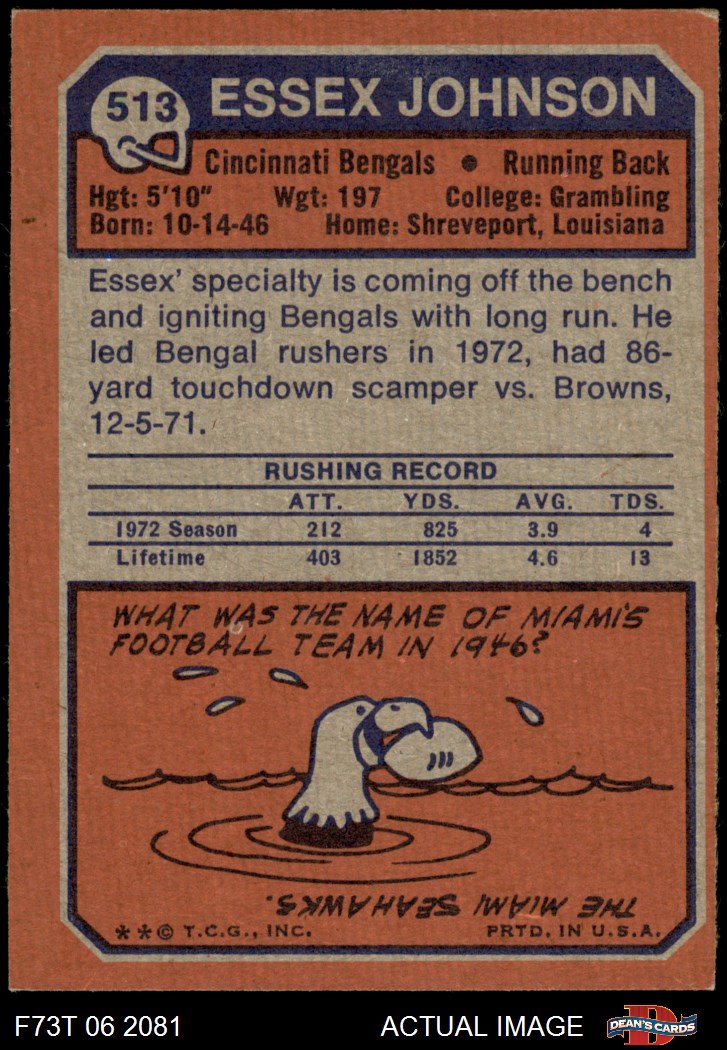 513 ESSEX JOHNSON
Cincinnati Bengals • Running Back
Hgt: 5'10" Wgt: 197 College: Grambling
Born: 10-14-46 Home: Shreveport, Louisiana
Essex' specialty is coming off the bench
and igniting Bengals with long run. He
led Bengal rushers in 1972, had 86-
yard touchdown scamper vs. Browns,
12-5-71.
RUSHING RECORD
ATT. YDS. AVG. TDS.
1972 Season 212 825 3.9 4
Lifetime 403 1852 4.6 13
WHAT WAS THE NAME OF MIAMI'S
FOOTBALL TEAM IN 1946?
THE MIAMI SEAHAWKS.
**© T.C.G., INC. PRTD. IN U.S.A.
F73T 06 2081 ACTUAL IMAGE D DEAN'S CARDS